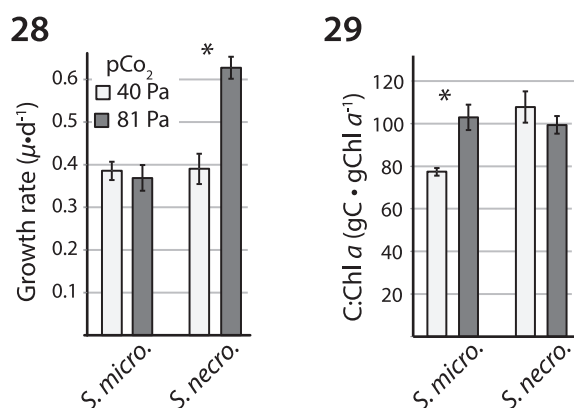 28
Growth rate (μ•d⁻¹)
pCo₂
40 Pa
81 Pa
*
0.6
0.5
0.4
0.3
0.2
0.1
S. micro.
S. necro.
29
C:Chl a (gC • gChl a⁻¹)
*
120
100
80
60
40
20
S. micro.
S. necro.